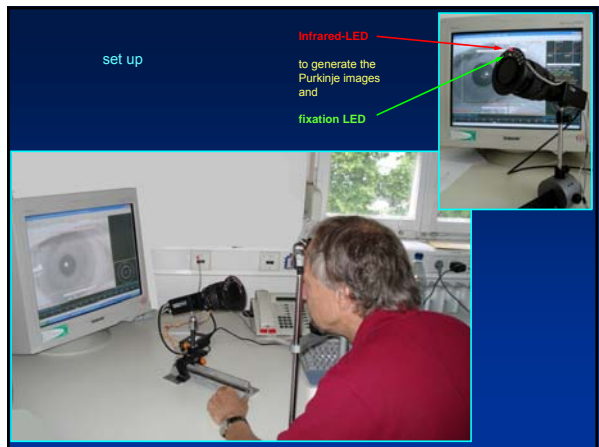 set up
Infrared-LED
to generate the
Purkinje images
and
fixation LED